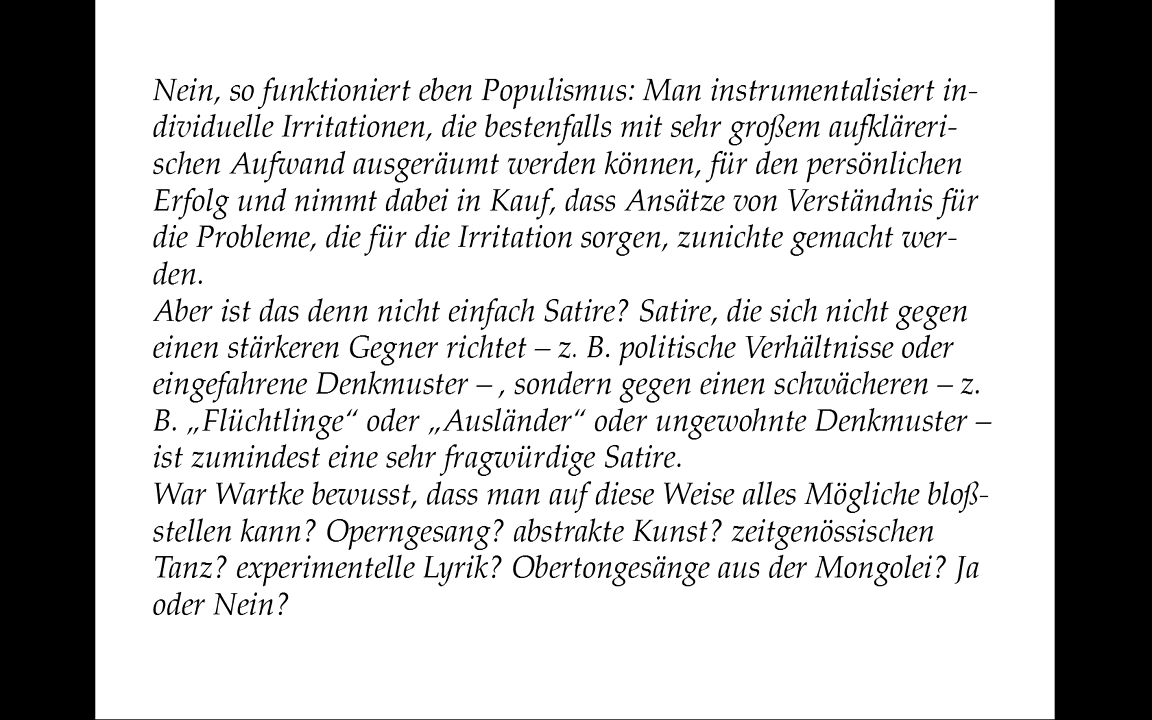 Nein, so funktioniert eben Populismus: Man instrumentalisiert in-
dividuelle Irritationen, die bestenfalls mit sehr großem aufkläreri-
schen Aufwand ausgeräumt werden können, für den persönlichen
Erfolg und nimmt dabei in Kauf, dass Ansätze von Verständnis für
die Probleme, die für die Irritation sorgen, zunichte gemacht wer-
den.
Aber ist das denn nicht einfach Satire? Satire, die sich nicht gegen
einen stärkeren Gegner richtet – z. B. politische Verhältnisse oder
eingefahrene Denkmuster – , sondern gegen einen schwächeren – z.
B. „Flüchtlinge“ oder „Ausländer“ oder ungewohnte Denkmuster –
ist zumindest eine sehr fragwürdige Satire.
War Wartke bewusst, dass man auf diese Weise alles Mögliche bloß-
stellen kann? Operngesang? abstrakte Kunst? zeitgenössischen
Tanz? experimentelle Lyrik? Obertongesänge aus der Mongolei? Ja
oder Nein?